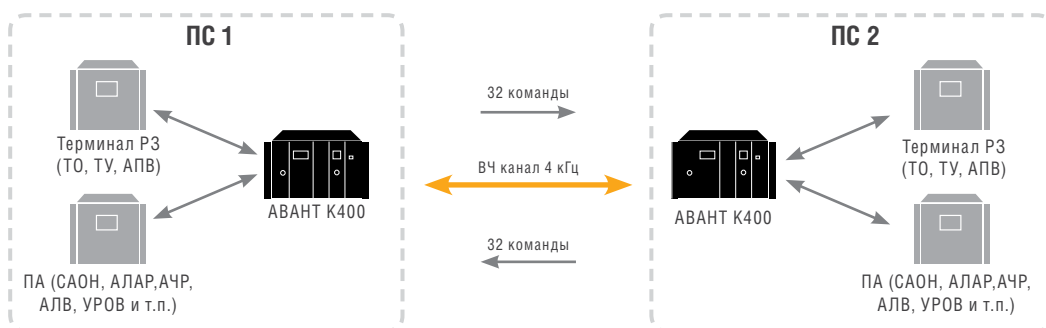 ПС 1
Терминал РЗ
(ТО, ТУ, АПВ)
АВАНТ К400
ПА (САОН, АЛАР,АЧР,
АЛВ, УРОВ и т.п.)
32 команды
ВЧ канал 4 кГц
32 команды
ПС 2
Терминал РЗ
(ТО, ТУ, АПВ)
АВАНТ К400
ПА (САОН, АЛАР,АЧР,
АЛВ, УРОВ и т.п.)